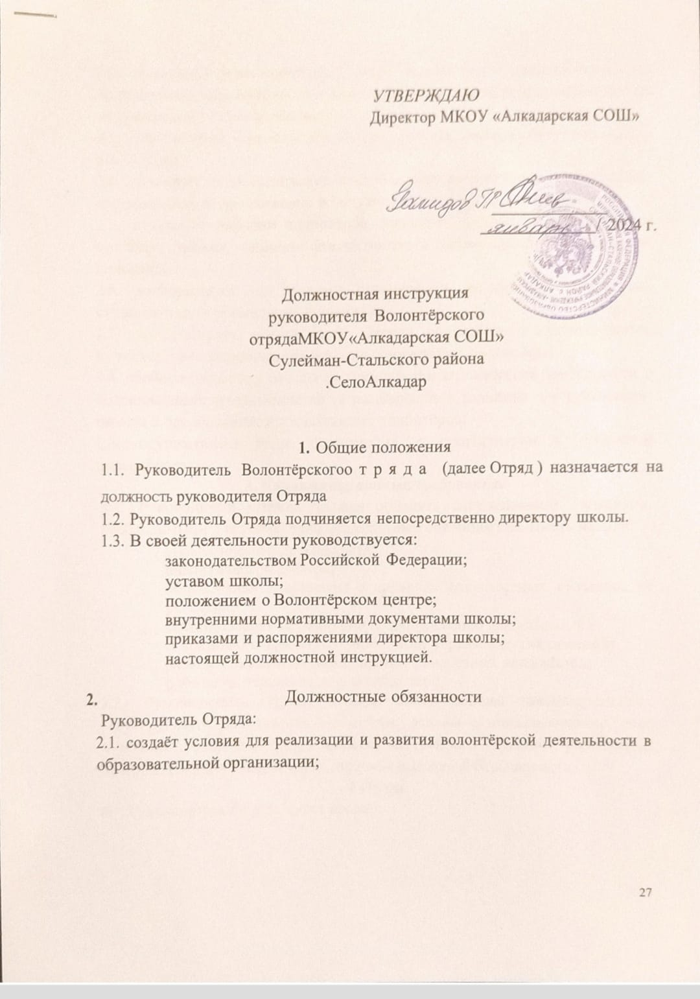 УТВЕРЖДАЮ
Директор МКОУ «Алкадарская СОШ»
январь / 2024 г.
Должностная инструкция
руководителя Волонтёрского
отрядаМКОУ«Алкадарская СОШ»
Сулейман-Стальского района
.СелоАлкадар
1. Общие положения
1.1. Руководитель Волонтёрскогоо т р я д а (далее Отряд ) назначается на
должность руководителя Отряда
1.2. Руководитель Отряда подчиняется непосредственно директору школы.
1.3. В своей деятельности руководствуется:
законодательством Российской Федерации;
уставом школы;
положением о Волонтёрском центре;
внутренними нормативными документами школы;
приказами и распоряжениями директора школы;
настоящей должностной инструкцией.
2. Должностные обязанности
Руководитель Отряда:
2.1. создаёт условия для реализации и развития волонтёрской деятельности в
образовательной организации;
27